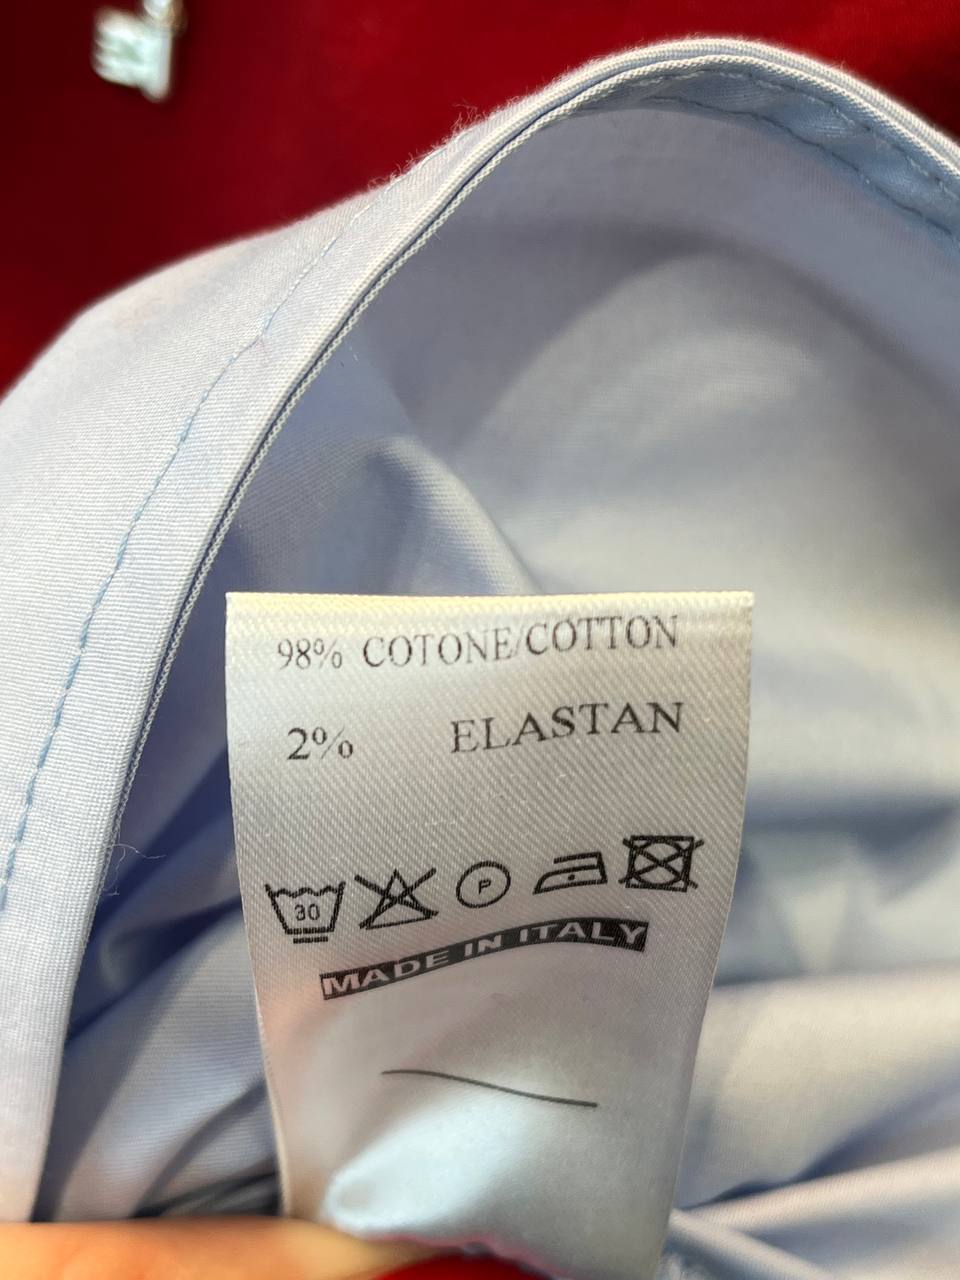 98% COTONE/COTTON
2% ELASTAN
30 P
MADE IN ITALY